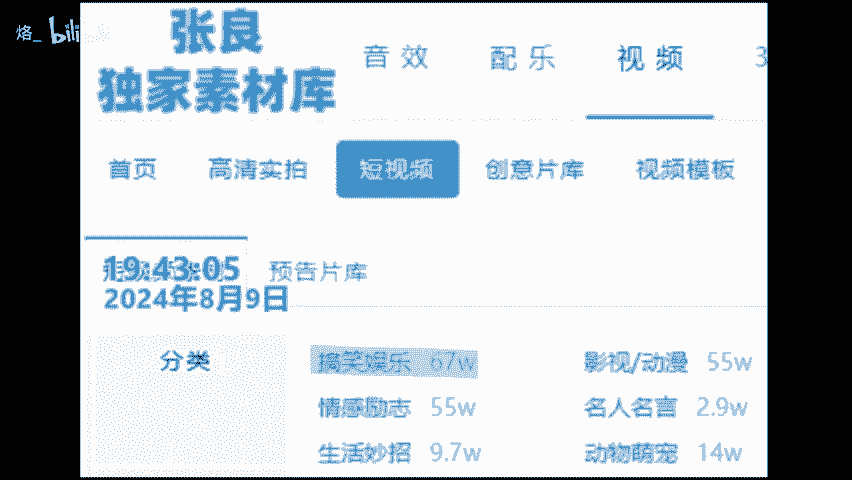 烙_ bili
张良
独家素材库
音效 配乐 视频 3
首页 高清实拍 短视频 创意片库 视频模板
19:43:05 预告片库
2024年8月9日
分类 搞笑娱乐 67w 影视/动漫 55w
情感励志 55w 名人名言 2.9w
生活妙招 9.7w 动物萌宠 14w